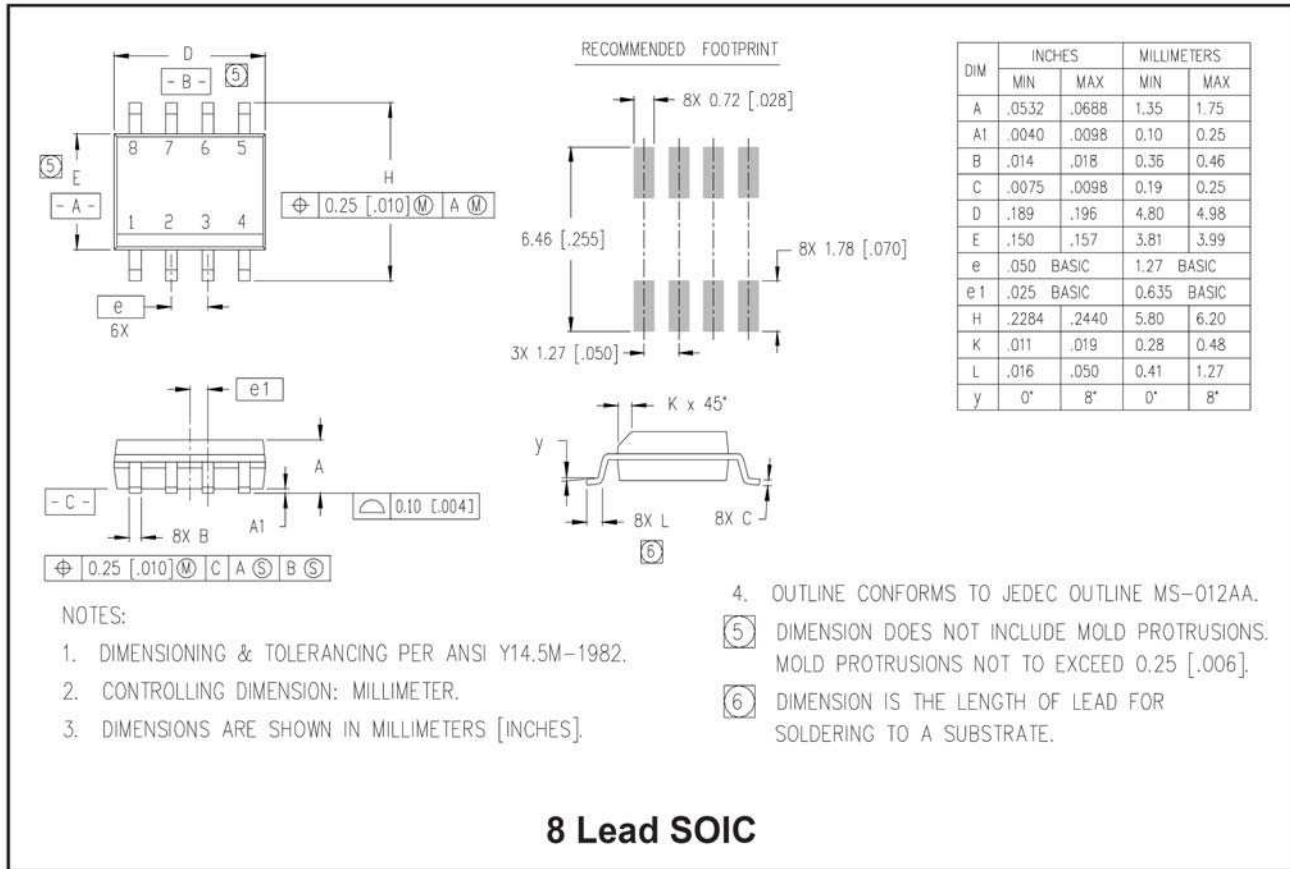 D
- B -
5
8 7 6 5
5
E
H
- A -
⌖ 0.25 [.010] Ⓜ A Ⓜ
1 2 3 4
e
6X
RECOMMENDED FOOTPRINT
8X 0.72 [.028]
6.46 [.255]
8X 1.78 [.070]
3X 1.27 [.050]
DIM INCHES MILLIMETERS
MIN MAX MIN MAX
A .0532 .0688 1.35 1.75
A1 .0040 .0098 0.10 0.25
B .014 .018 0.36 0.46
C .0075 .0098 0.19 0.25
D .189 .196 4.80 4.98
E .150 .157 3.81 3.99
e .050 BASIC 1.27 BASIC
e1 .025 BASIC 0.635 BASIC
H .2284 .2440 5.80 6.20
K .011 .019 0.28 0.48
L .016 .050 0.41 1.27
y 0° 8° 0° 8°
e1
A
- C -
A1
8X B
⌓ 0.10 [.004]
⌖ 0.25 [.010] Ⓜ C A Ⓢ B Ⓢ
K x 45°
y
8X L
8X C
6
NOTES:
1. DIMENSIONING & TOLERANCING PER ANSI Y14.5M-1982.
2. CONTROLLING DIMENSION: MILLIMETER.
3. DIMENSIONS ARE SHOWN IN MILLIMETERS [INCHES].
4. OUTLINE CONFORMS TO JEDEC OUTLINE MS-012AA.
5 DIMENSION DOES NOT INCLUDE MOLD PROTRUSIONS.
MOLD PROTRUSIONS NOT TO EXCEED 0.25 [.006].
6 DIMENSION IS THE LENGTH OF LEAD FOR
SOLDERING TO A SUBSTRATE.
8 Lead SOIC